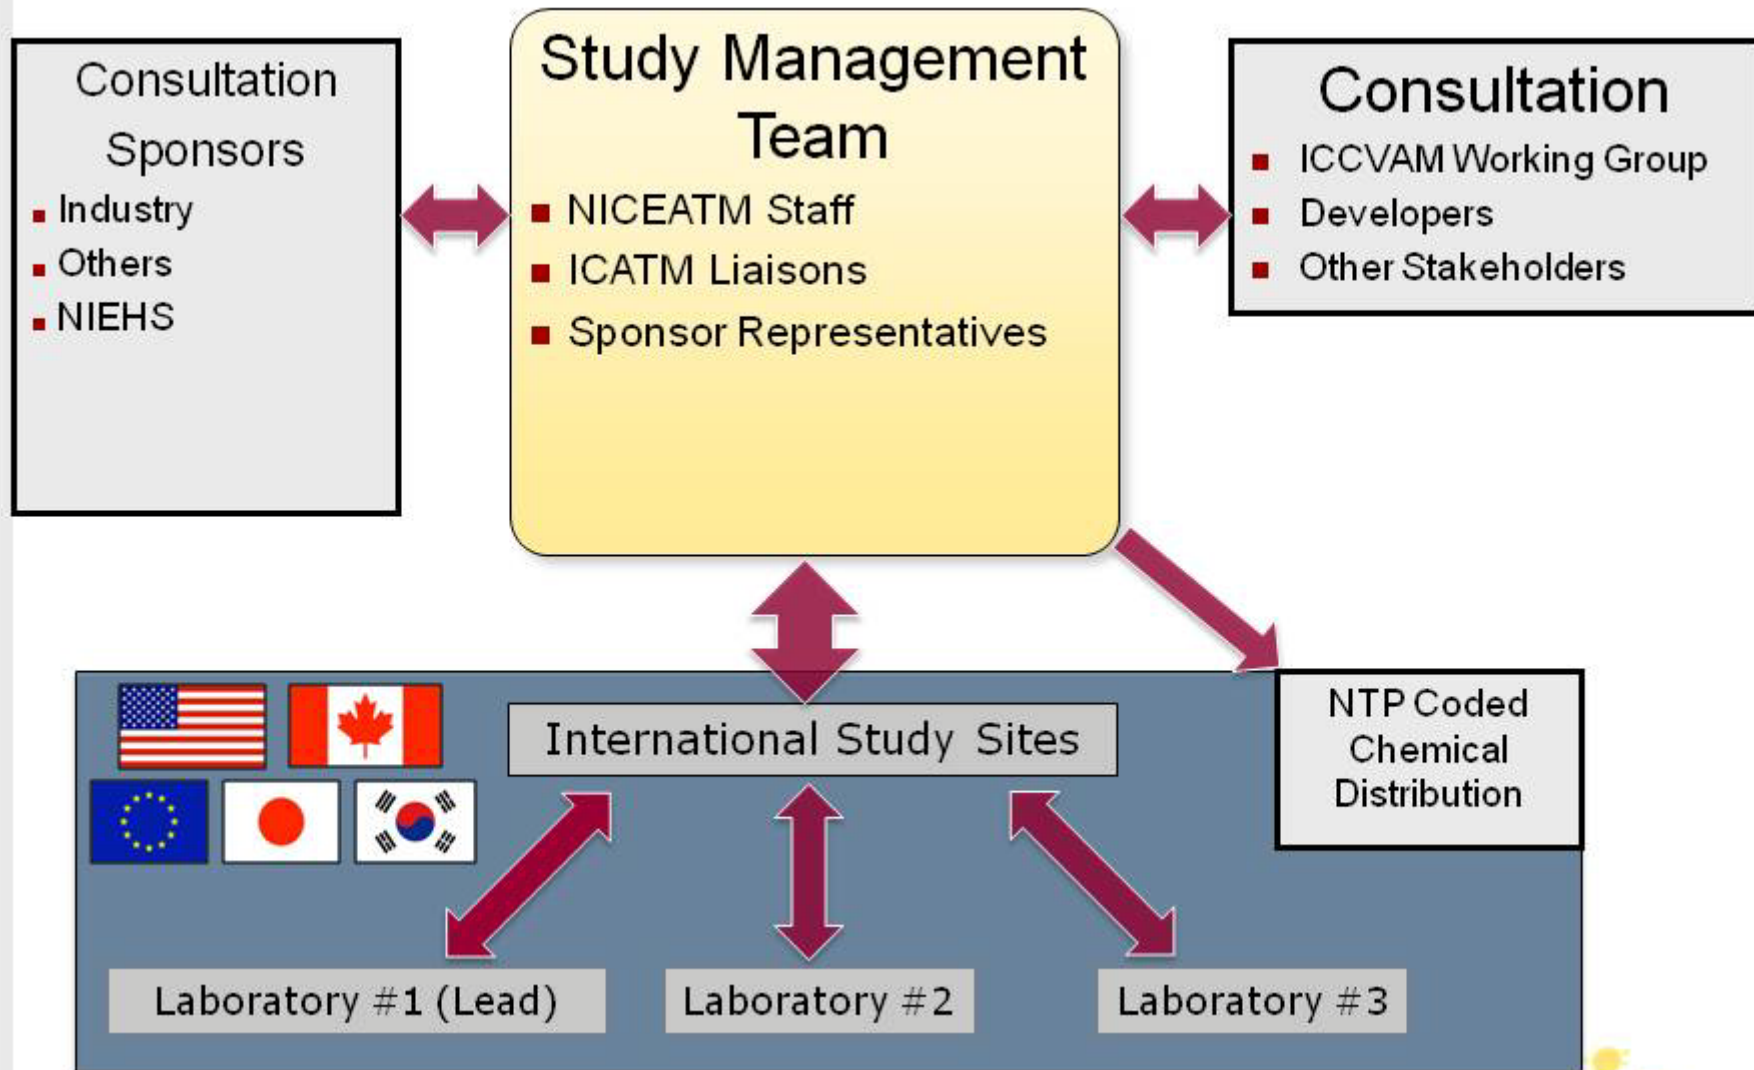 Consultation
Sponsors
Industry
Others
NIEHS
Study Management
Team
NICEATM Staff
ICATM Liaisons
Sponsor Representatives
Consultation
ICCVAM Working Group
Developers
Other Stakeholders
International Study Sites
NTP Coded
Chemical
Distribution
Laboratory #1 (Lead)
Laboratory #2
Laboratory #3